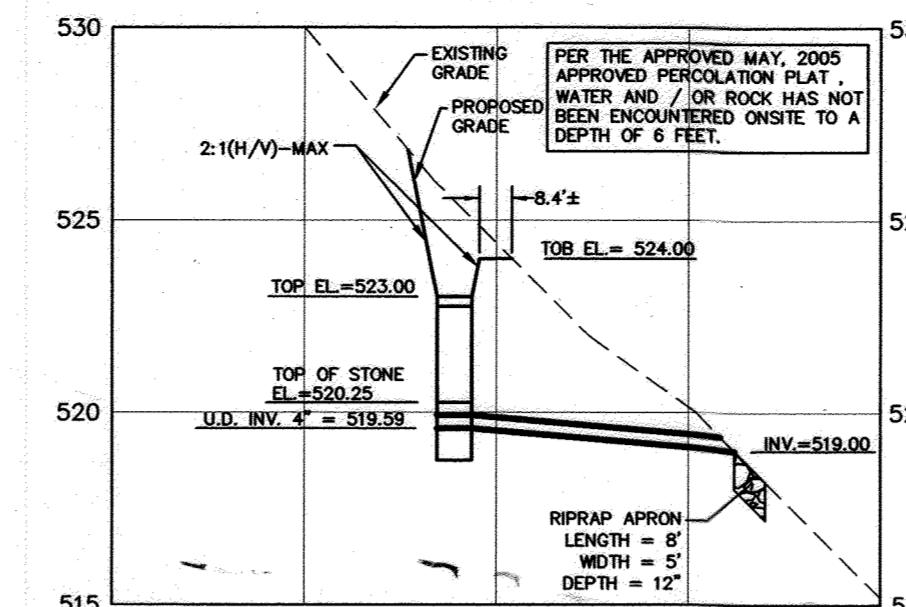 530
EXISTING
GRADE
PER THE APPROVED MAY, 2005
APPROVED PERCOLATION PLAT ,
WATER AND / OR ROCK HAS NOT
BEEN ENCOUNTERED ONSITE TO A
DEPTH OF 6 FEET.
PROPOSED
GRADE
2:1(H/V)-MAX
8.4'±
525
TOB EL.= 524.00
TOP EL.=523.00
TOP OF STONE
EL.=520.25
520
U.D. INV. 4" = 519.59
INV.=519.00
RIPRAP APRON
LENGTH = 8'
WIDTH = 5'
DEPTH = 12"
515